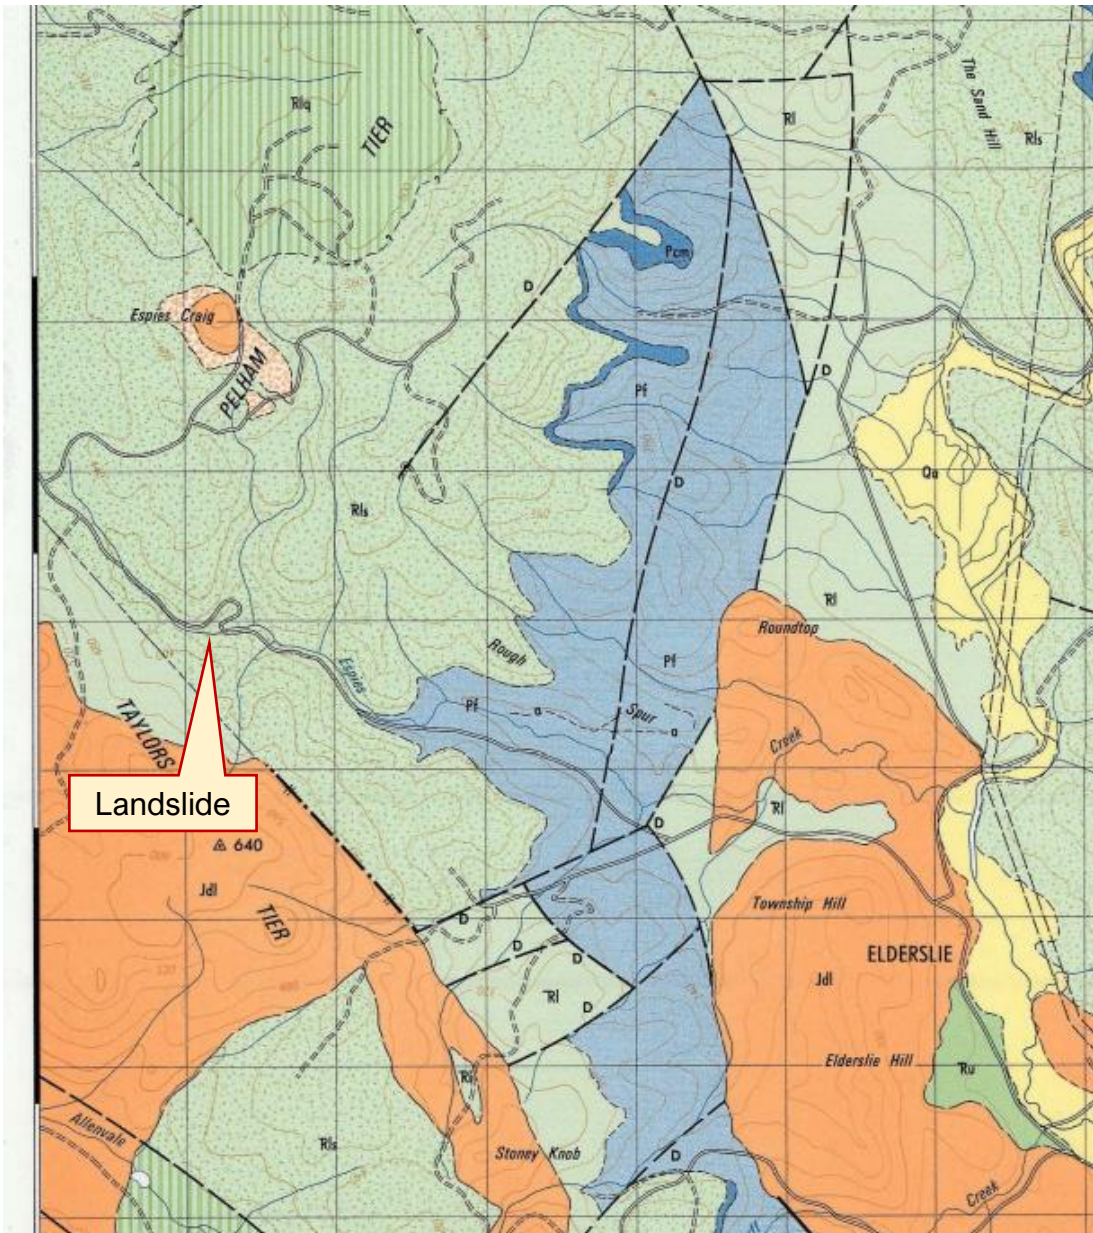 Rlq
TIER
Rl
The Sand Hill
Rls
Pcm
D
Espies Craig
PELHAM
D
Pf
Qa
D
Rls
Rl
Roundtop
Rough
Espies
Pf
Pf
Spur
a
a
TAYLORS
Creek
Landslide
Rl
D
640
Jdl
TIER
Township Hill
D
D
D
ELDERSLIE
Rl
D
Jdl
Elderslie Hill
Ru
Rl
Allenvale
Rls
Stoney Knob
D
Creek